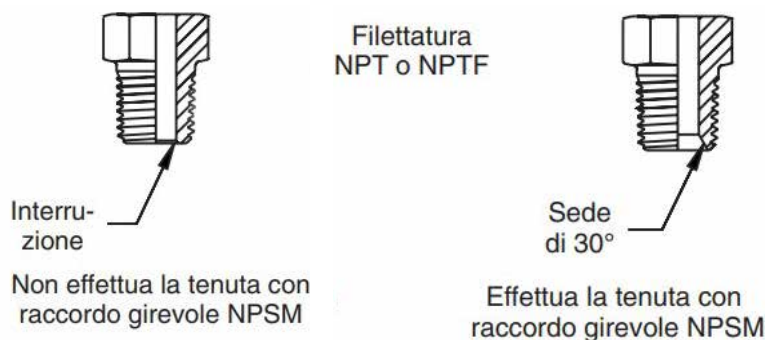 Filettatura
NPT o NPTF
Interru-
zione
Non effettua la tenuta con
raccordo girevole NPSM
Sede
di 30°
Effettua la tenuta con
raccordo girevole NPSM